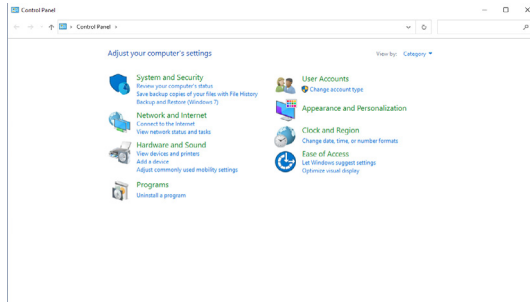 Control Panel
Control Panel
Adjust your computer's settings
View by: Category
System and Security
Review your computer's status
Save backup copies of your files with File History
Backup and Restore (Windows 7)
Network and Internet
Connect to the Internet
View network status and tasks
Hardware and Sound
View devices and printers
Add a device
Adjust commonly used mobility settings
Programs
Uninstall a program
User Accounts
Change account type
Appearance and Personalization
Clock and Region
Change date, time, or number formats
Ease of Access
Let Windows suggest settings
Optimize visual display